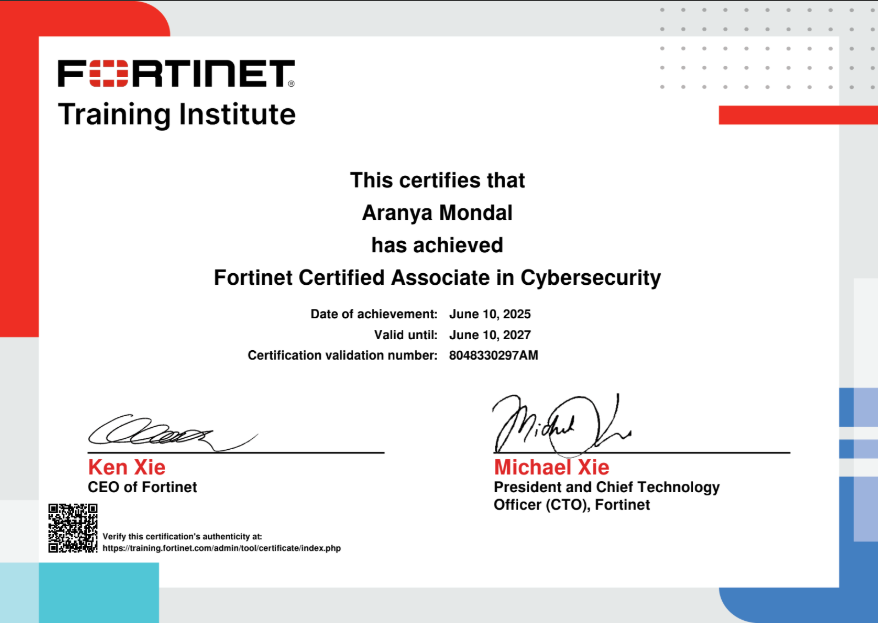 FORTINET®
Training Institute
This certifies that
Aranya Mondal
has achieved
Fortinet Certified Associate in Cybersecurity
Date of achievement: June 10, 2025
Valid until: June 10, 2027
Certification validation number: 8048330297AM
Ken Xie
CEO of Fortinet
Michael Xie
President and Chief Technology
Officer (CTO), Fortinet
Verify this certification's authenticity at:
https://training.fortinet.com/admin/tool/certificate/index.php